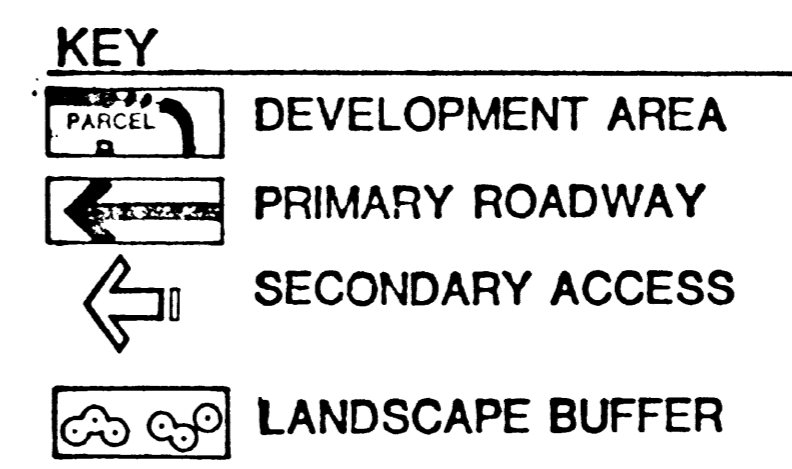 KEY
PARCEL DEVELOPMENT AREA
PRIMARY ROADWAY
SECONDARY ACCESS
LANDSCAPE BUFFER